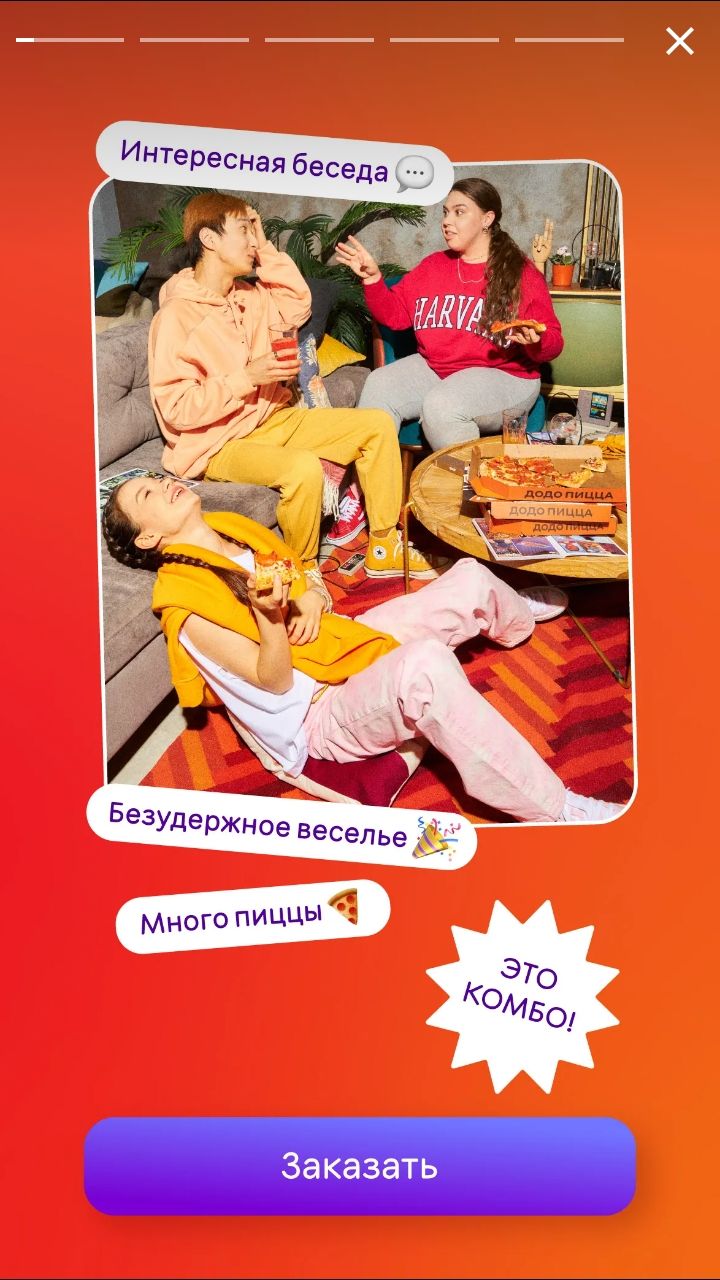 Интересная беседа
HARVA
ДОДО ПИЦЦА
ДОДО ПИЦЦА
ДОДО ПИЦЦА
Безудержное веселье
Много пиццы
ЭТО
КОМБО!
Заказать